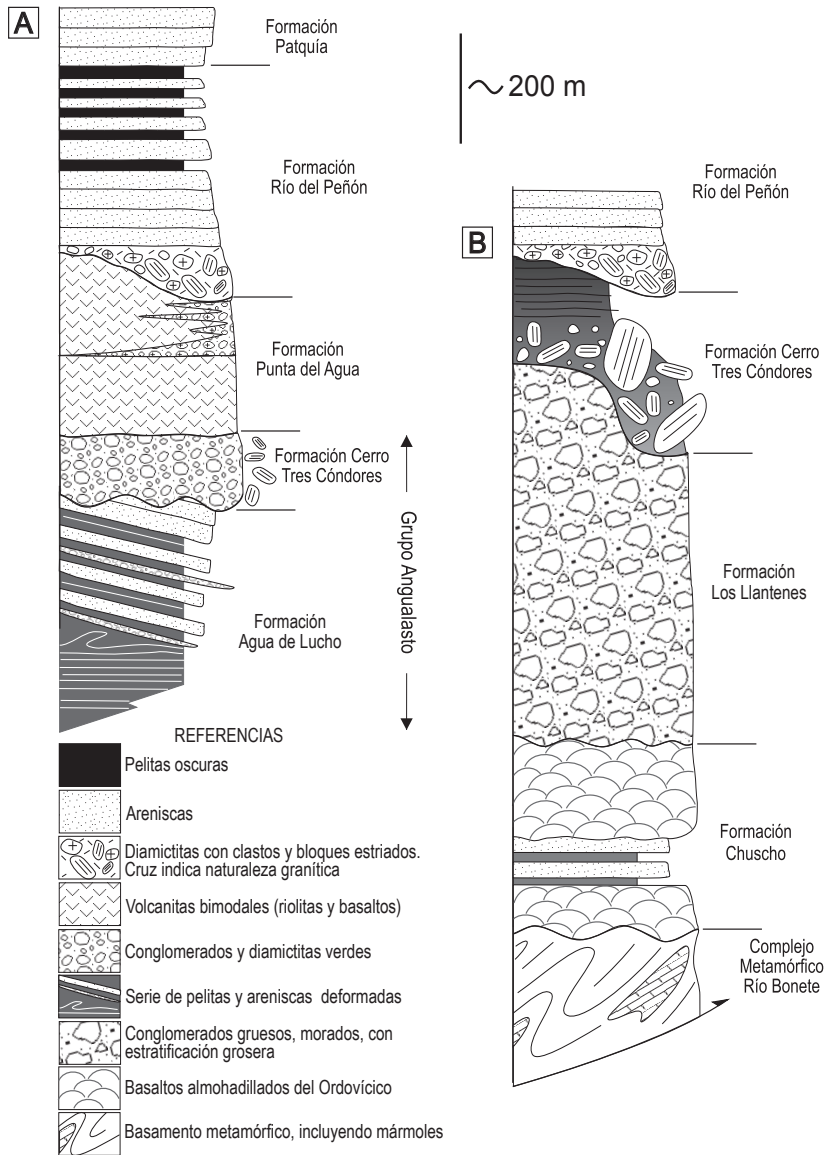 A
Formación
Patquía
Formación
Río del Peñón
Formación
Punta del Agua
Formación Cerro
Tres Cóndores
Grupo Angualasto
Formación
Agua de Lucho
~ 200 m
B
Formación
Río del Peñón
Formación Cerro
Tres Cóndores
Formación
Los Llantenes
Formación
Chuscho
Complejo
Metamórfico
Río Bonete
REFERENCIAS
Pelitas oscuras
Areniscas
Diamictitas con clastos y bloques estriados.
Cruz indica naturaleza granítica
Volcanitas bimodales (riolitas y basaltos)
Conglomerados y diamictitas verdes
Serie de pelitas y areniscas deformadas
Conglomerados gruesos, morados, con
estratificación grosera
Basaltos almohadillados del Ordovícico
Basamento metamórfico, incluyendo mármoles